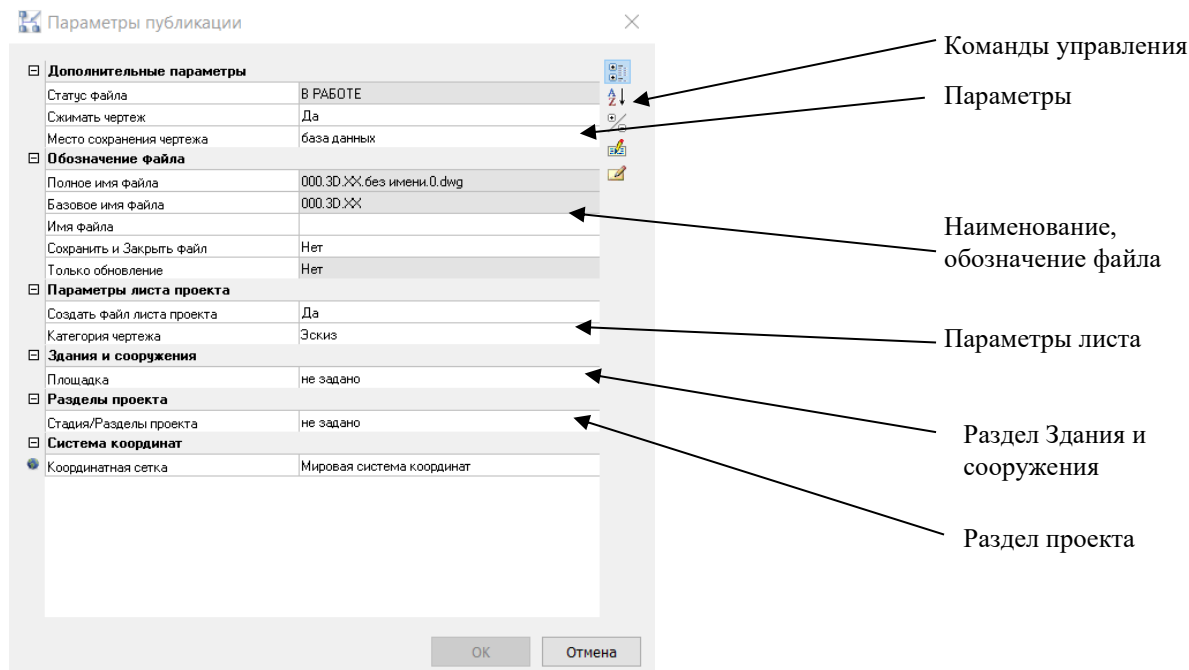 Параметры публикации
Дополнительные параметры
Статус файла В РАБОТЕ
Сжимать чертеж Да
Место сохранения чертежа база данных
Обозначение файла
Полное имя файла 000.3D.XX.без имени.0.dwg
Базовое имя файла 000.3D.XX
Имя файла
Сохранить и Закрыть файл Нет
Только обновление Нет
Параметры листа проекта
Создать файл листа проекта Да
Категория чертежа Эскиз
Здания и сооружения
Площадка не задано
Разделы проекта
Стадия/Разделы проекта не задано
Система координат
Координатная сетка Мировая система координат
OK Отмена
Команды управления
Параметры
Наименование,
обозначение файла
Параметры листа
Раздел Здания и
сооружения
Раздел проекта